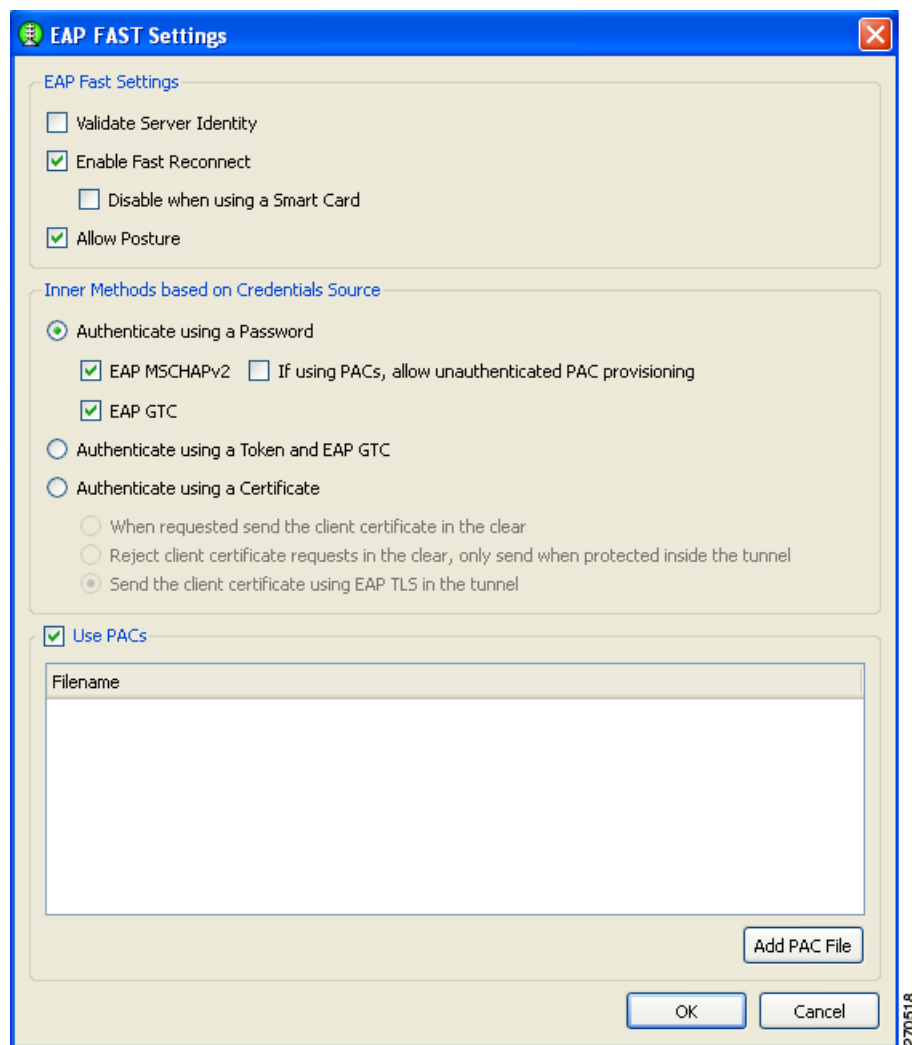 EAP FAST Settings
EAP Fast Settings
Validate Server Identity
Enable Fast Reconnect
Disable when using a Smart Card
Allow Posture
Inner Methods based on Credentials Source
Authenticate using a Password
EAP MSCHAPv2 If using PACs, allow unauthenticated PAC provisioning
EAP GTC
Authenticate using a Token and EAP GTC
Authenticate using a Certificate
When requested send the client certificate in the clear
Reject client certificate requests in the clear, only send when protected inside the tunnel
Send the client certificate using EAP TLS in the tunnel
Use PACs
Filename
Add PAC File
OK Cancel
270518